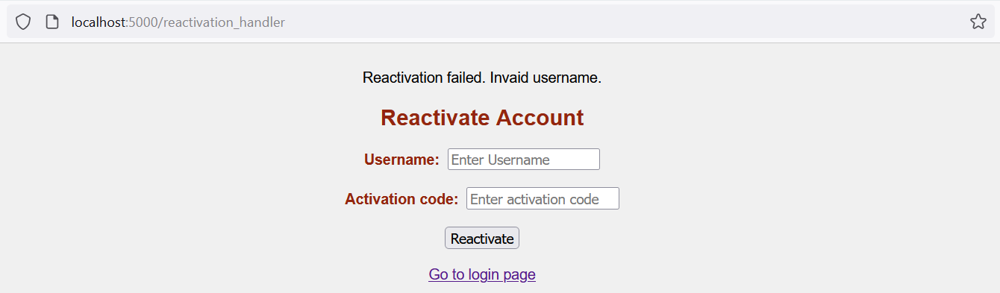 localhost:5000/reactivation_handler
Reactivation failed. Invaid username.
Reactivate Account
Username: Enter Username
Activation code: Enter activation code
Reactivate
Go to login page